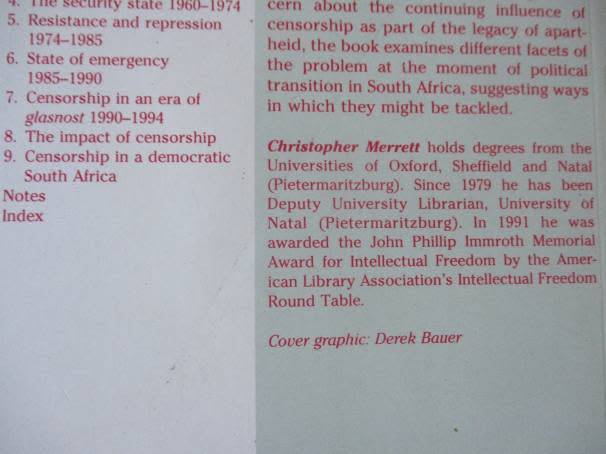 4. The security state 1960–1974
5. Resistance and repression
1974–1985
6. State of emergency
1985–1990
7. Censorship in an era of
glasnost 1990–1994
8. The impact of censorship
9. Censorship in a democratic
South Africa
Notes
Index
cern about the continuing influence of
censorship as part of the legacy of apart-
heid, the book examines different facets of
the problem at the moment of political
transition in South Africa, suggesting ways
in which they might be tackled.
Christopher Merrett holds degrees from the
Universities of Oxford, Sheffield and Natal
(Pietermaritzburg). Since 1979 he has been
Deputy University Librarian, University of
Natal (Pietermaritzburg). In 1991 he was
awarded the John Phillip Immroth Memorial
Award for Intellectual Freedom by the Amer-
ican Library Association's Intellectual Freedom
Round Table.
Cover graphic: Derek Bauer